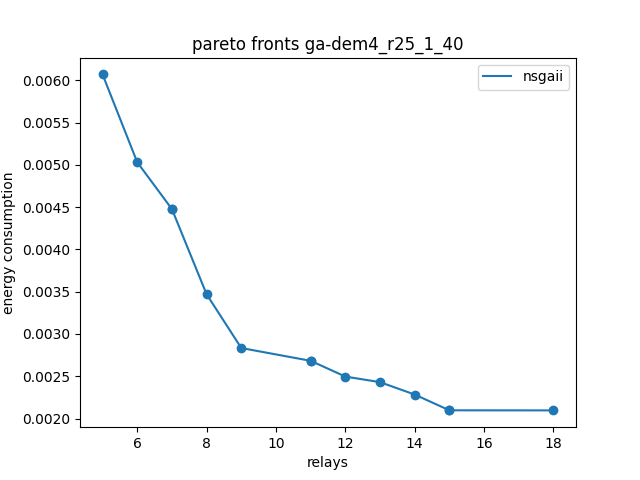 pareto fronts ga-dem4_r25_1_40
nsgaii
0.0060
0.0055
0.0050
0.0045
0.0040
0.0035
0.0030
0.0025
0.0020
energy consumption
6 8 10 12 14 16 18
relays